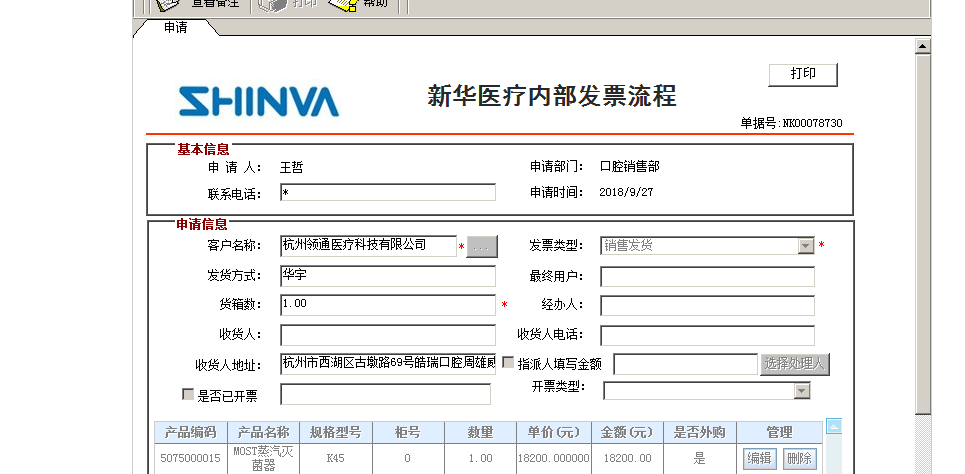 查看备注 打印 帮助
申请
打印
SHINVA 新华医疗内部发票流程
单据号:NK00078730
基本信息
申 请 人: 王哲 申请部门: 口腔销售部
联系电话: * 申请时间: 2018/9/27
申请信息
客户名称: 杭州领通医疗科技有限公司 * ... 发票类型: 销售发货 *
发货方式: 华宇 最终用户:
货箱数: 1.00 * 经办人:
收货人: 收货人电话:
收货人地址: 杭州市西湖区古墩路69号皓瑞口腔周雄威 指派人填写金额 选择处理人
是否已开票 开票类型:
产品编码 产品名称 规格型号 柜号 数量 单价(元) 金额(元) 是否外购 管理
5075000015 MOST蒸汽灭菌器 K45 0 1.00 18200.000000 18200.00 是 编辑 删除